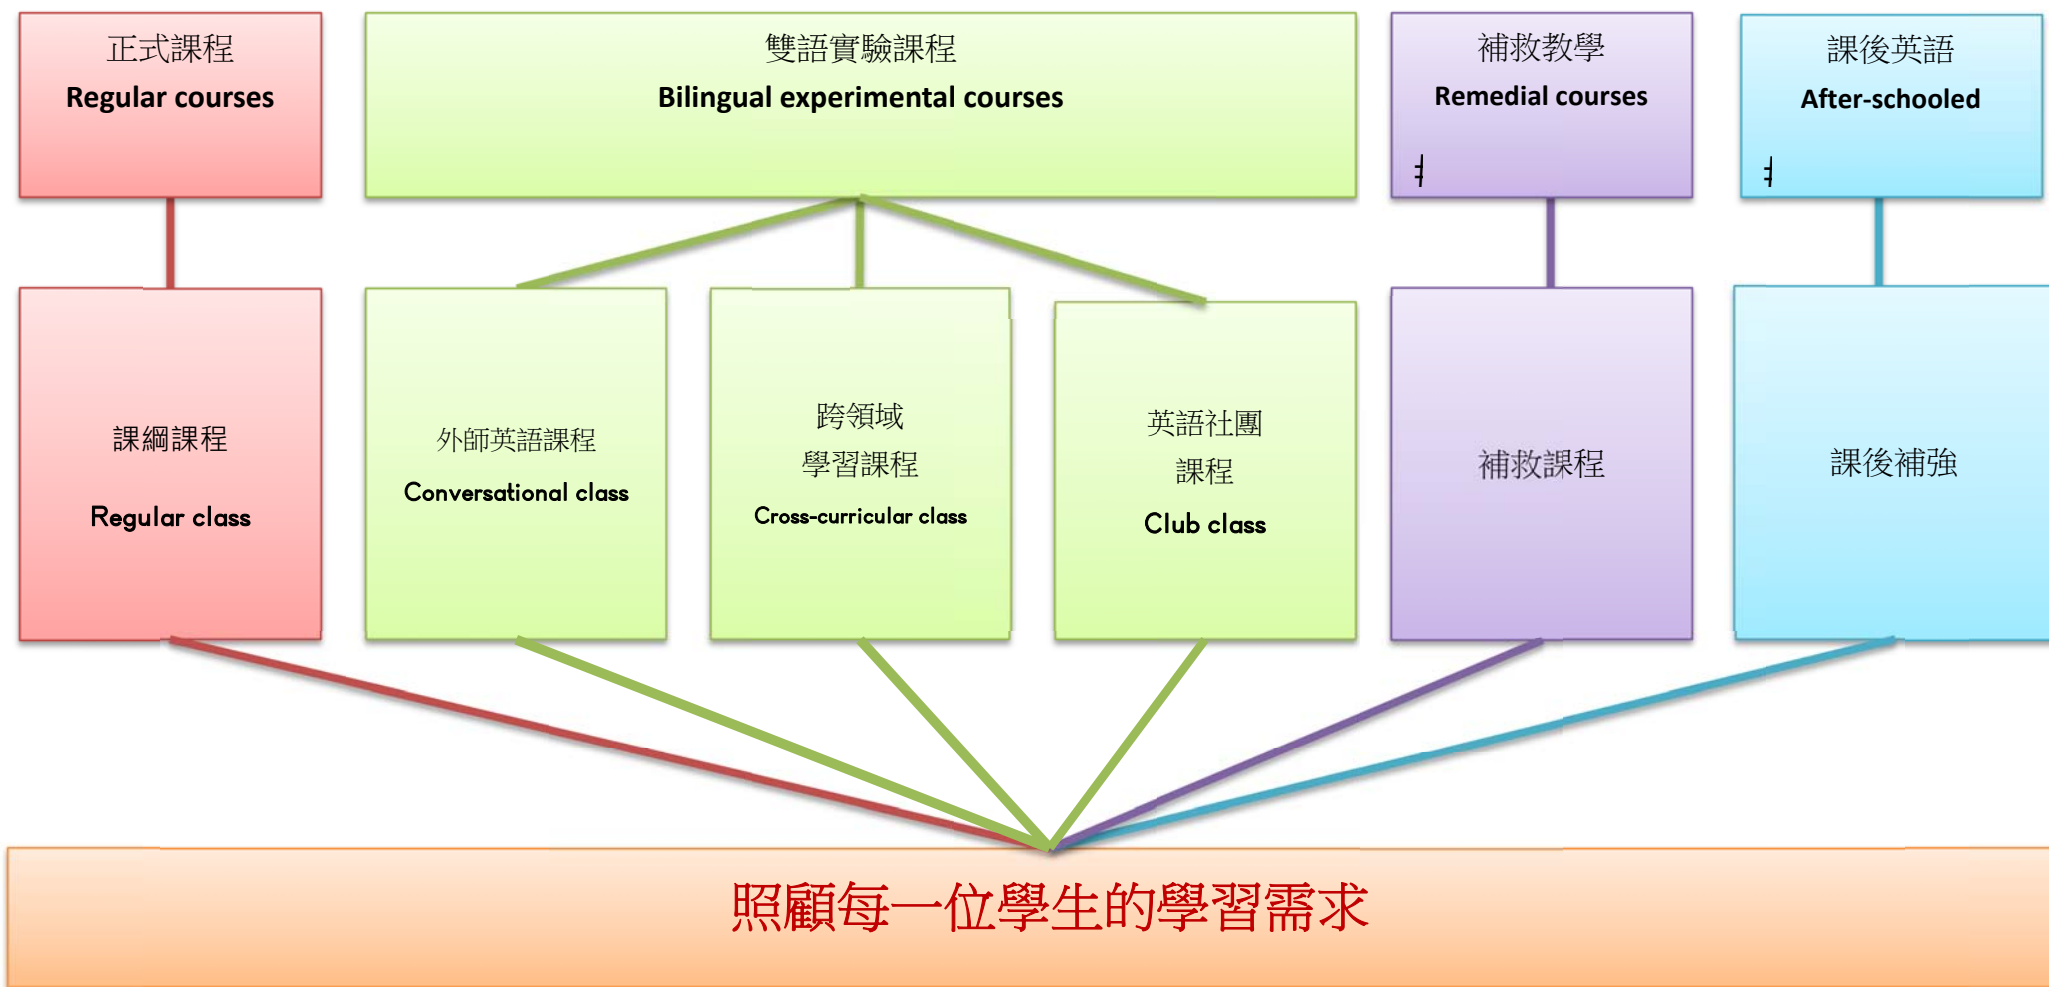 正式課程
Regular courses
雙語實驗課程
Bilingual experimental courses
補救教學
Remedial courses
課後英語
After-schooled
課綱課程
Regular class
外師英語課程
Conversational class
跨領域
學習課程
Cross-curricular class
英語社團
課程
Club class
補救課程
課後補強
照顧每一位學生的學習需求